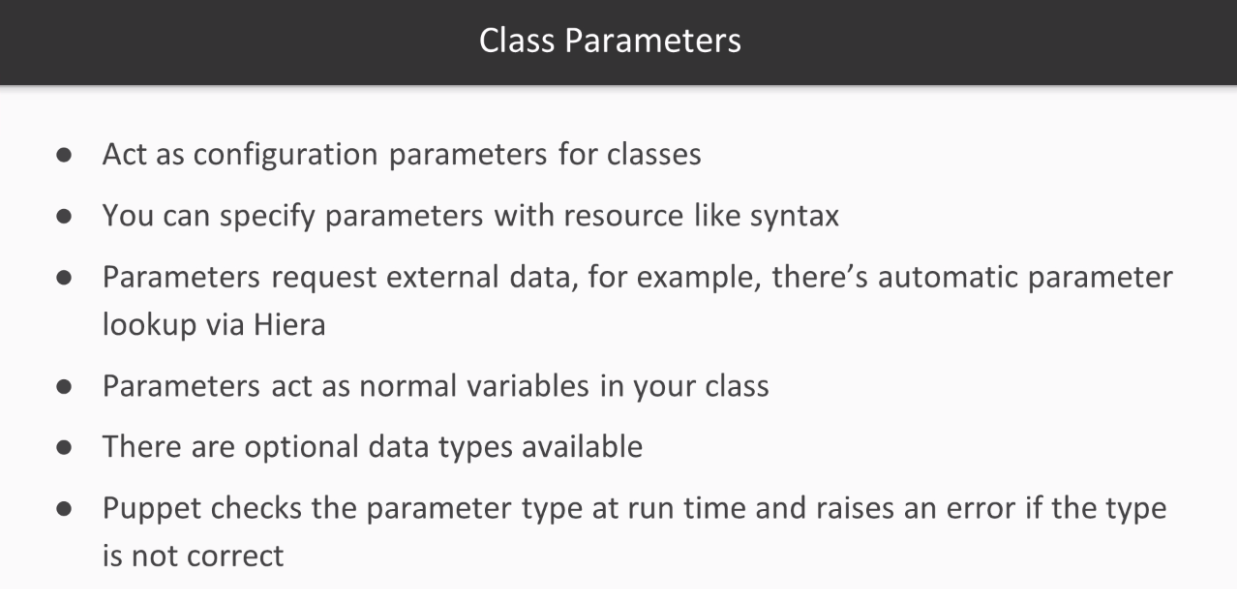 Class Parameters
● Act as configuration parameters for classes
● You can specify parameters with resource like syntax
● Parameters request external data, for example, there’s automatic parameter
lookup via Hiera
● Parameters act as normal variables in your class
● There are optional data types available
● Puppet checks the parameter type at run time and raises an error if the type
is not correct